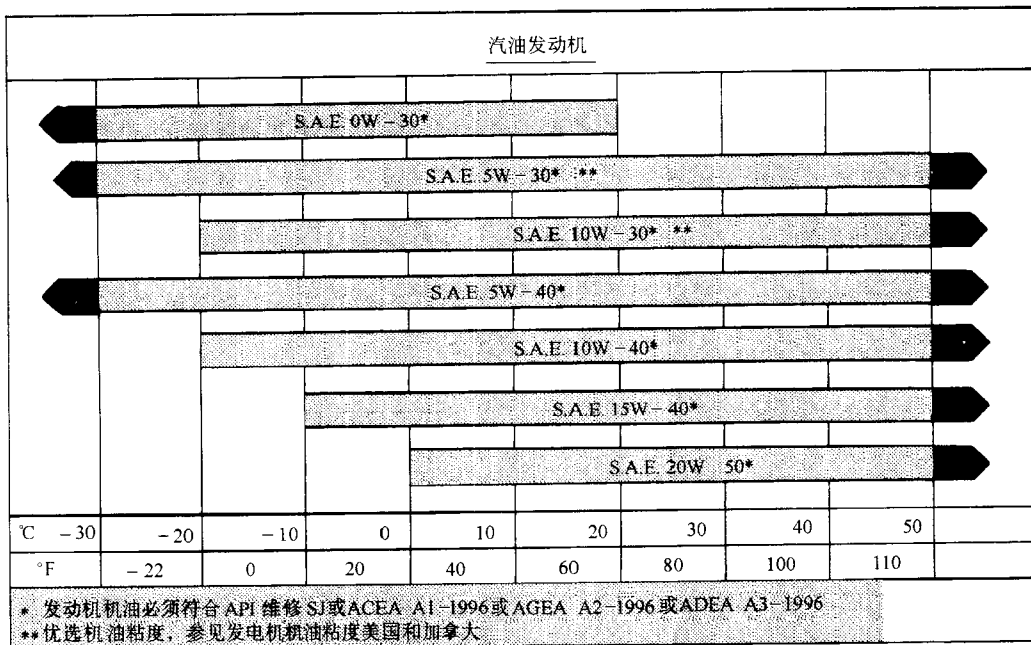 汽油发动机
S.A.E. 0W－30*
S.A.E. 5W－30* **
S.A.E. 10W－30* **
S.A.E. 5W－40*
S.A.E. 10W－40*
S.A.E. 15W－40*
S.A.E. 20W 50*
℃ －30 －20 －10 0 10 20 30 40 50
°F －22 0 20 40 60 80 100 110
* 发动机机油必须符合 API 维修 SJ或ACEA A1-1996或AGEA A2-1996或ADEA A3-1996
**优选机油粘度，参见发电机机油粘度美国和加拿大